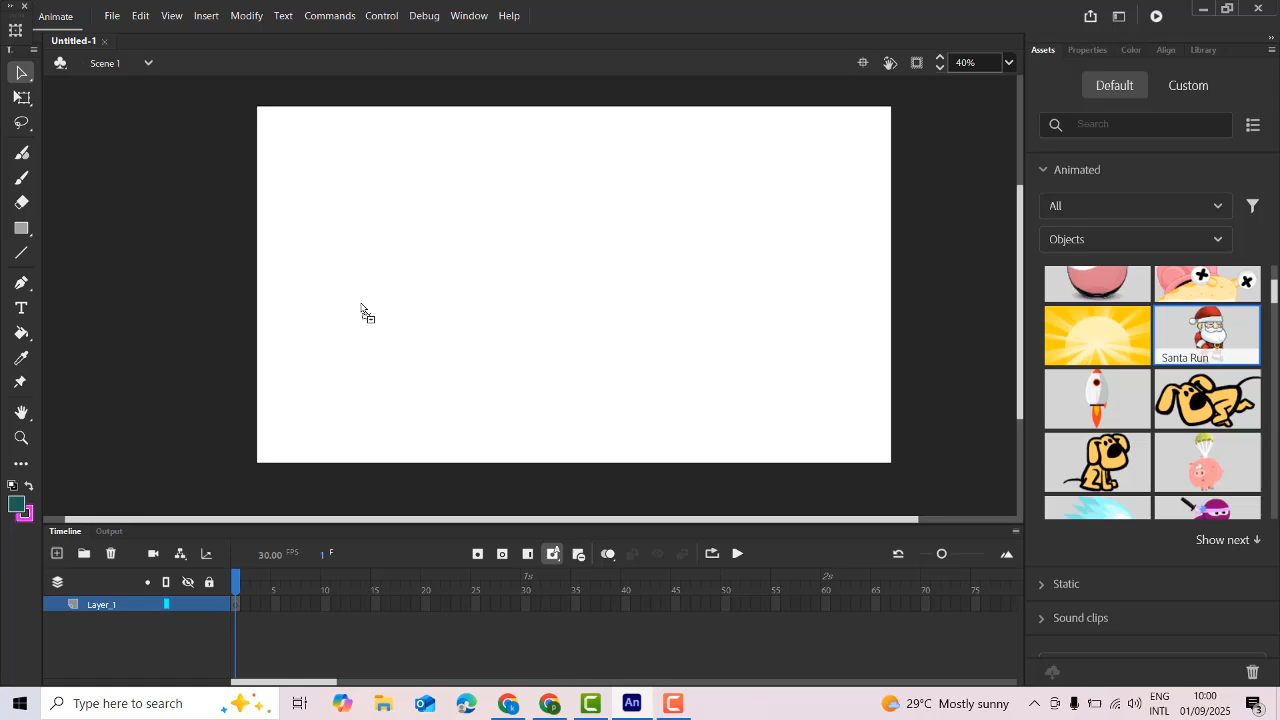 Animate
File Edit View Insert Modify Text Commands Control Debug Window Help
Untitled-1
Scene 1
40%
Assets Properties Color Align Library
Default Custom
Search
Animated
All
Objects
Santa Run
Show next
Static
Sound clips
Timeline Output
30.00 FPS 1 F
1s 2s
5 10 15 20 25 30 35 40 45 50 55 60 65 70 75
Layer_1
Type here to search
An
29°C Mostly sunny
ENG
INTL
10:00
01/09/2025
3